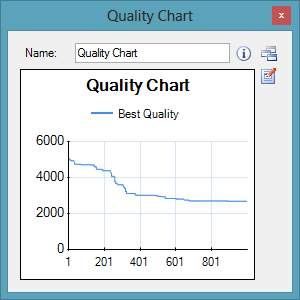 Quality Chart
x
Name: Quality Chart
Quality Chart
Best Quality
6000
4000
2000
0
1 201 401 601 801